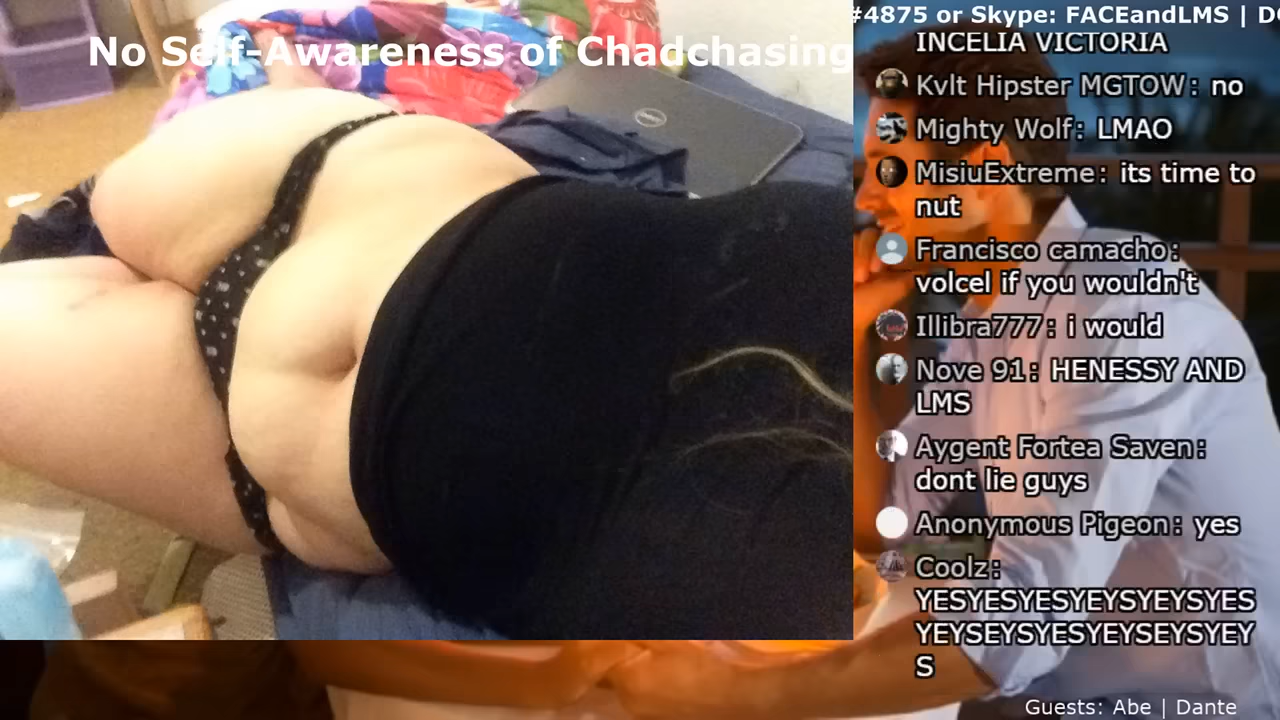 #4875 or Skype: FACEandLMS | D
No Self-Awareness of Chadchasing
INCELIA VICTORIA
Kvlt Hipster MGTOW: no
Mighty Wolf: LMAO
MisiuExtreme: its time to
nut
Francisco camacho:
volcel if you wouldn't
Illibra777: i would
Nove 91: HENESSY AND
LMS
Aygent Fortea Saven:
dont lie guys
Anonymous Pigeon: yes
Coolz:
YESYESYESYEYSYEYSYES
YEYSEYSYESYEYSEYSYEY
S
Guests: Abe | Dante
DELL